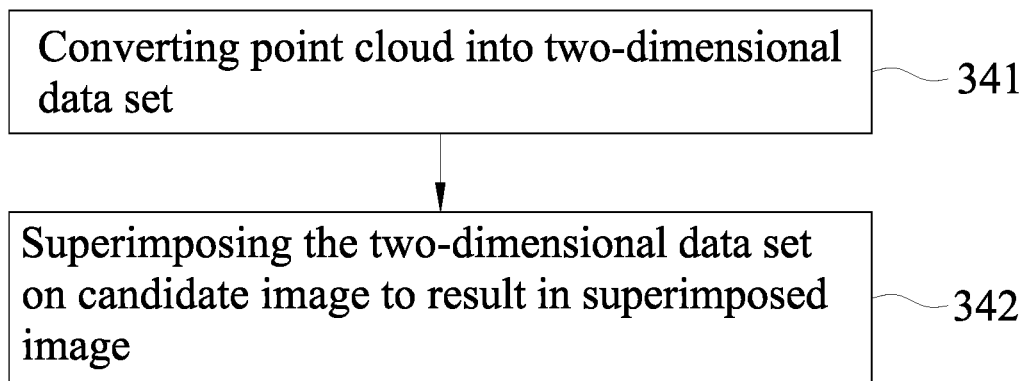 Converting point cloud into two-dimensional
data set
341
Superimposing the two-dimensional data set
on candidate image to result in superimposed
image
342